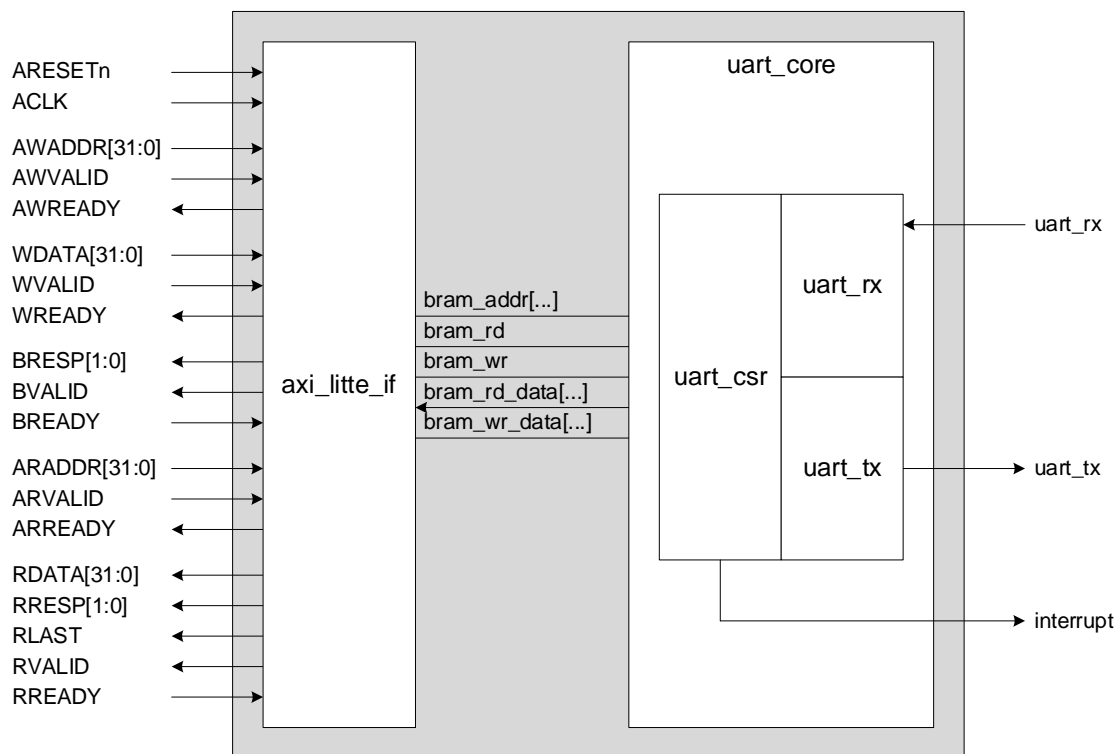 uart_core
ARESETn
ACLK
AWADDR[31:0]
AWVALID
AWREADY
WDATA[31:0]
WVALID
WREADY
BRESP[1:0]
BVALID
BREADY
ARADDR[31:0]
ARVALID
ARREADY
RDATA[31:0]
RRESP[1:0]
RLAST
RVALID
RREADY
axi_litte_if
bram_addr[...]
bram_rd
bram_wr
bram_rd_data[...]
bram_wr_data[...]
uart_csr
uart_rx
uart_tx
uart_rx
uart_tx
interrupt